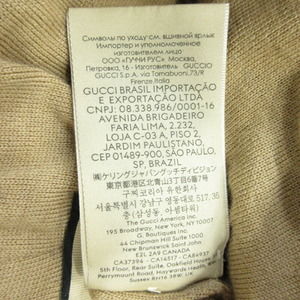 Символы по уходу см. вшивной ярлык
Импортер и уполномоченное
изготовителем лицо
ООО «ГУЧЧИ РУС» Москва,
Петровка, 16 - Изготовитель GUCCIO
GUCCI S.p.A. via Tornabuoni,73/R
Firenze,Италия
GUCCI BRASIL IMPORTAÇÃO
E EXPORTAÇÃO LTDA
CNPJ: 08.338.986/0001-16
AVENIDA BRIGADEIRO
FARIA LIMA, 2.232,
LOJA C-03 A, PISO 2,
JARDIM PAULISTANO,
CEP 01489-900, SÃO PAULO,
SP, BRAZIL
㈱ケリングジャパングッチディビジョン
東京都港区北青山3丁目6番7号
구찌코리아 유한회사
서울특별시 강남구 영동대로 517, 36
층 (삼성동, 아셈타워)
The Gucci America Inc.
195 Broadway, New York, NY 10007
G. Boutiques Inc.
44 Chipman Hill Suite 1000
New Brunswick Saint John
E2L 2A9 CANADA
CA37394 - CA14517 - CA16837
5th Floor, Rear Suite, Oakfield House,
Perrymount Road, Haywards Heath, West
Sussex RH16 3BW UK